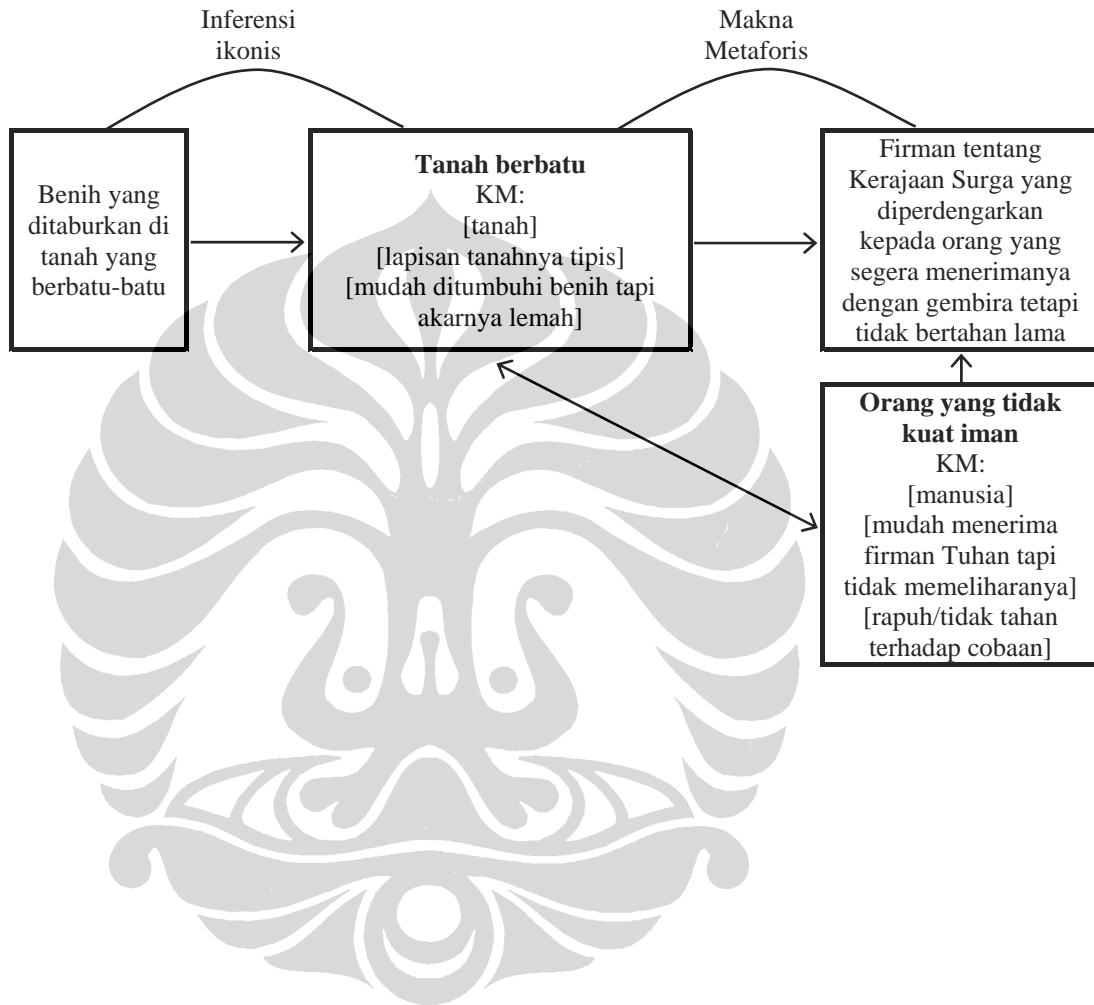 Inferensi
ikonis
Makna
Metaforis
Benih yang
ditaburkan di
tanah yang
berbatu-batu
Tanah berbatu
KM:
[tanah]
[lapisan tanahnya tipis]
[mudah ditumbuhi benih tapi
akarnya lemah]
Firman tentang
Kerajaan Surga yang
diperdengarkan
kepada orang yang
segera menerimanya
dengan gembira tetapi
tidak bertahan lama
Orang yang tidak
kuat iman
KM:
[manusia]
[mudah menerima
firman Tuhan tapi
tidak memeliharanya]
[rapuh/tidak tahan
terhadap cobaan]